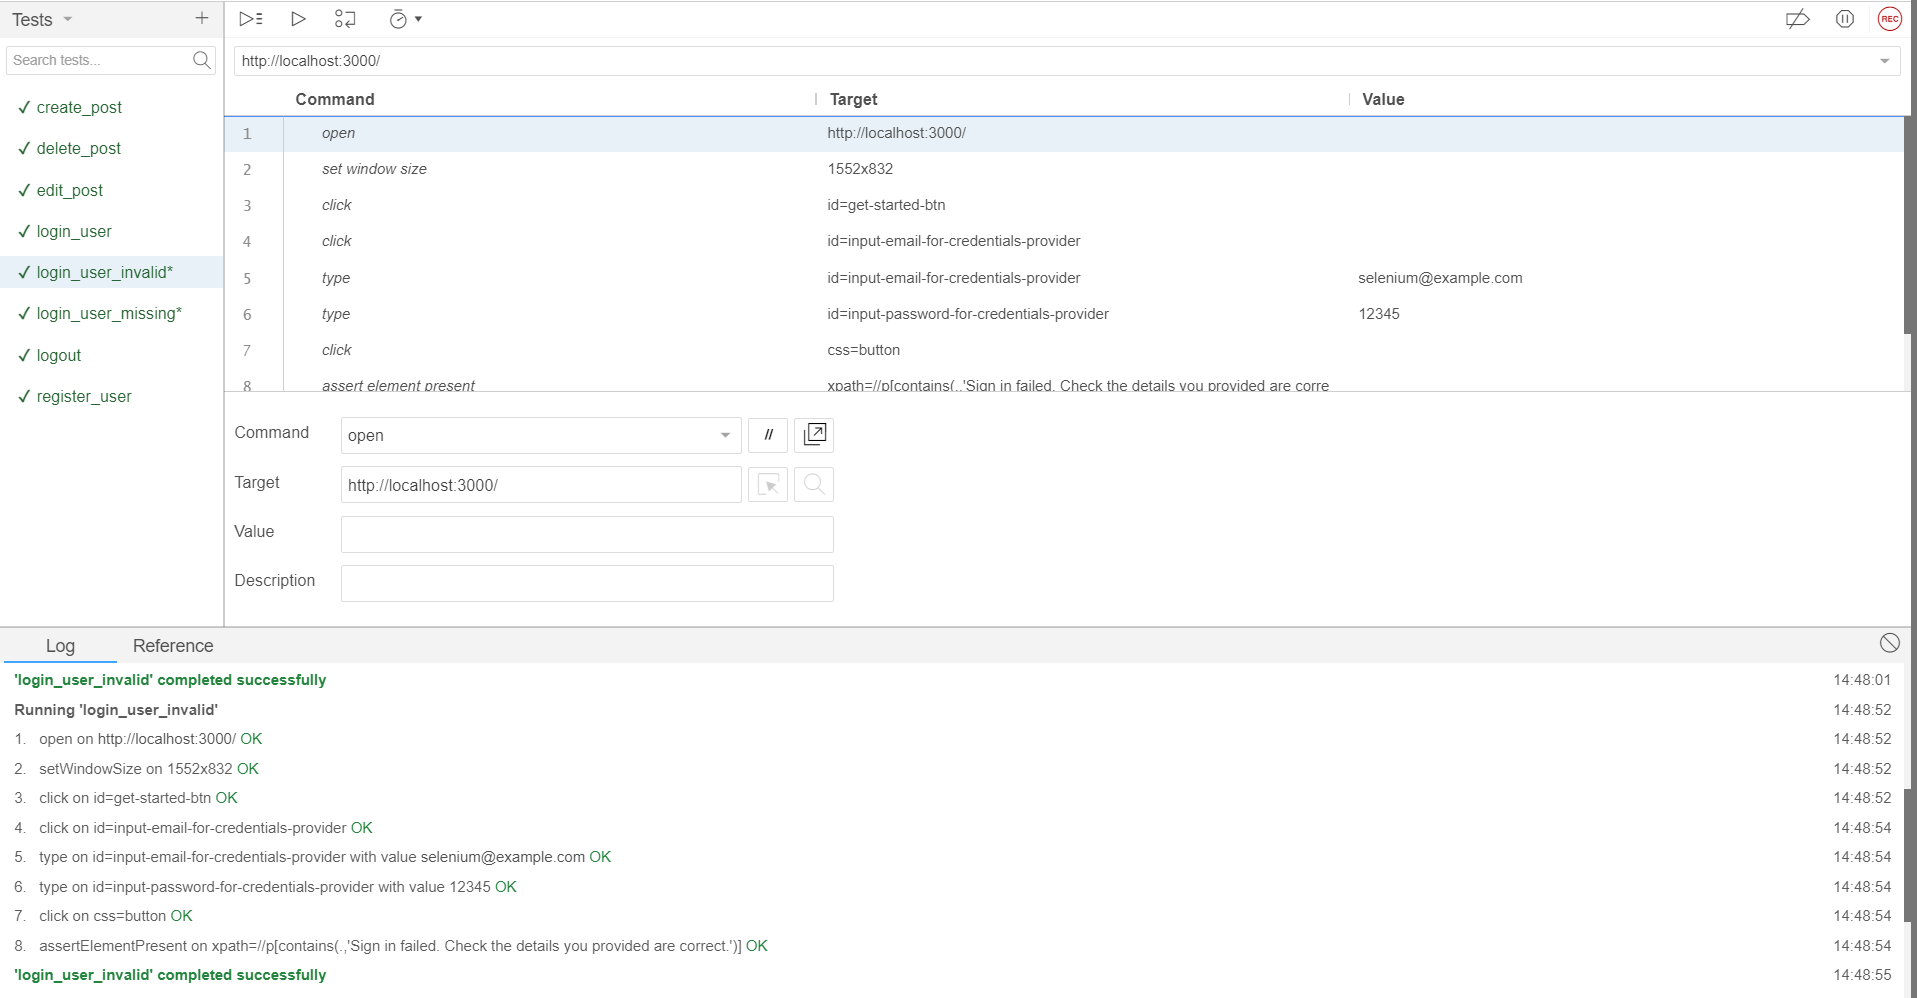 Tests
Search tests...
create_post
delete_post
edit_post
login_user
login_user_invalid*
login_user_missing*
logout
register_user
REC
http://localhost:3000/
Command Target Value
1 open http://localhost:3000/
2 set window size 1552x832
3 click id=get-started-btn
4 click id=input-email-for-credentials-provider
5 type id=input-email-for-credentials-provider selenium@example.com
6 type id=input-password-for-credentials-provider 12345
7 click css=button
8 assert element present xpath=//p[contains(.,'Sign in failed. Check the details you provided are corre
Command open //
Target http://localhost:3000/
Value
Description
Log Reference
'login_user_invalid' completed successfully 14:48:01
Running 'login_user_invalid' 14:48:52
1. open on http://localhost:3000/ OK 14:48:52
2. setWindowSize on 1552x832 OK 14:48:52
3. click on id=get-started-btn OK 14:48:52
4. click on id=input-email-for-credentials-provider OK 14:48:54
5. type on id=input-email-for-credentials-provider with value selenium@example.com OK 14:48:54
6. type on id=input-password-for-credentials-provider with value 12345 OK 14:48:54
7. click on css=button OK 14:48:54
8. assertElementPresent on xpath=//p[contains(.,'Sign in failed. Check the details you provided are correct.')] OK 14:48:54
'login_user_invalid' completed successfully 14:48:55